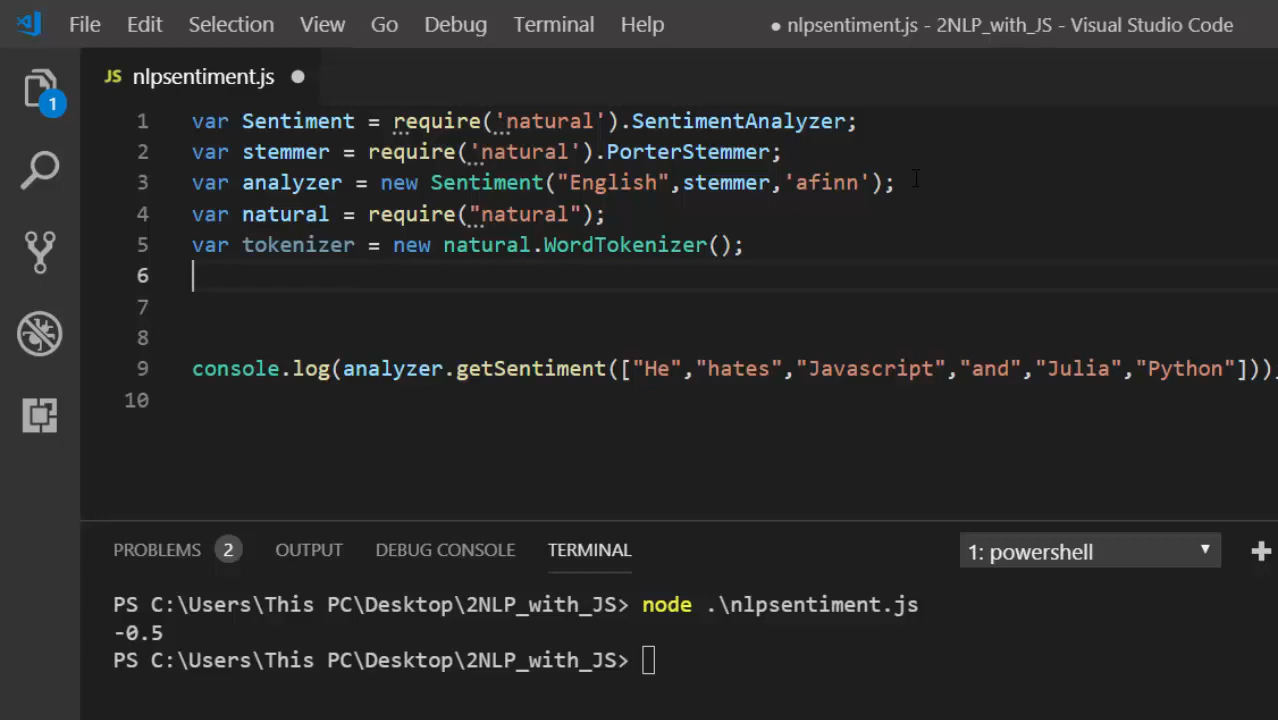 File Edit Selection View Go Debug Terminal Help ● nlpsentiment.js - 2NLP_with_JS - Visual Studio Code
JS nlpsentiment.js ●
1
1 var Sentiment = require('natural').SentimentAnalyzer;
2 var stemmer = require('natural').PorterStemmer;
3 var analyzer = new Sentiment("English",stemmer,'afinn');
4 var natural = require("natural");
5 var tokenizer = new natural.WordTokenizer();
6
7
8
9 console.log(analyzer.getSentiment(["He","hates","Javascript","and","Julia","Python"]))
10
PROBLEMS 2 OUTPUT DEBUG CONSOLE TERMINAL 1: powershell
PS C:\Users\This PC\Desktop\2NLP_with_JS> node .\nlpsentiment.js
-0.5
PS C:\Users\This PC\Desktop\2NLP_with_JS>